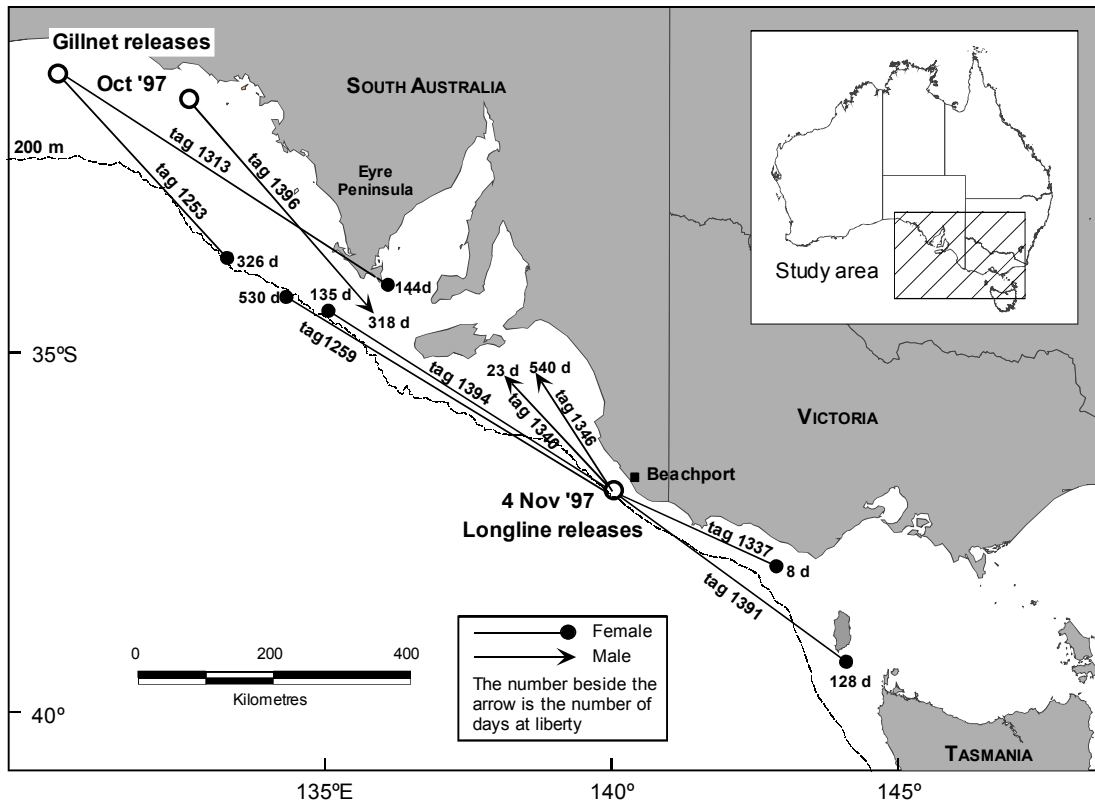 Gillnet releases
Oct '97
SOUTH AUSTRALIA
200 m
tag 1313
tag 1396
tag 1253
Eyre
Peninsula
326 d
144d
530 d
135 d
318 d
tag1259
35ºS
tag 1394
23 d
540 d
tag 1340
tag 1346
Study area
VICTORIA
Beachport
4 Nov '97
Longline releases
tag 1337
8 d
tag 1391
128 d
0
200
400
Kilometres
Female
Male
The number beside the
arrow is the number of
days at liberty
40º
TASMANIA
135ºE
140º
145º